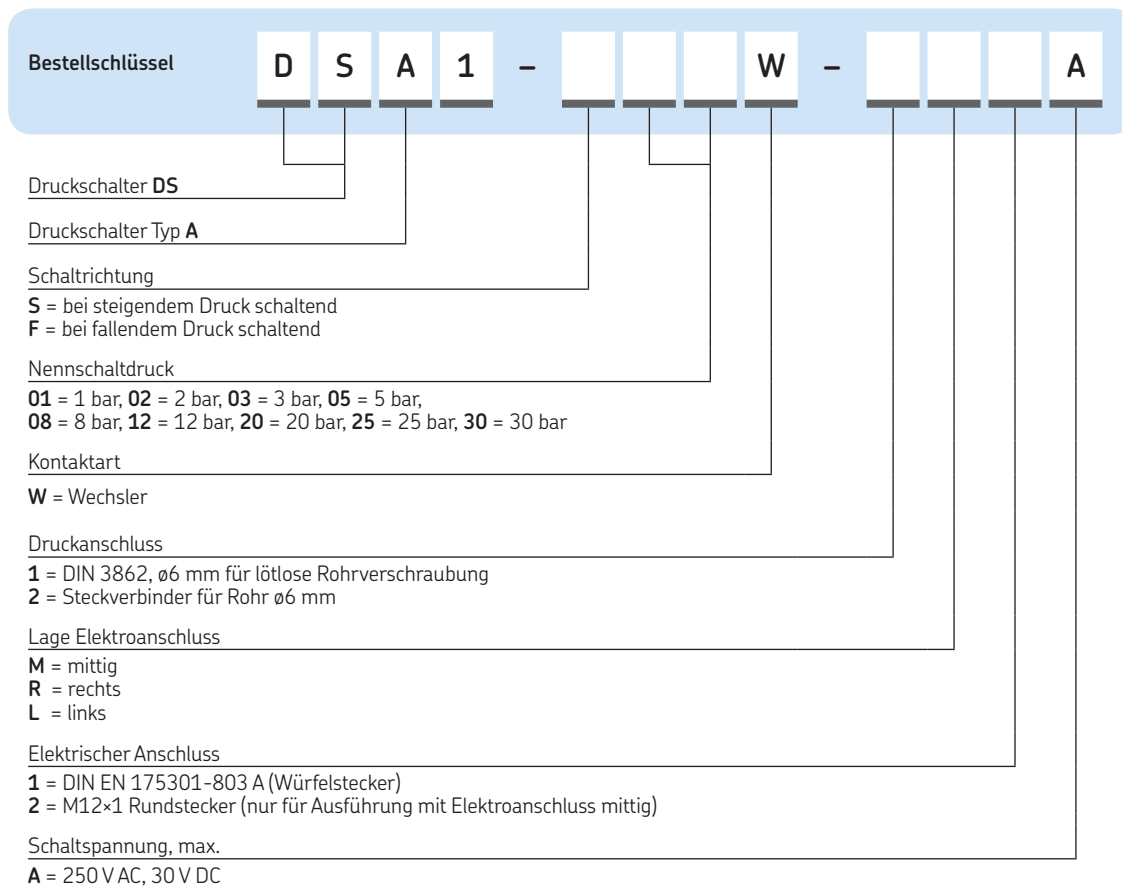 Bestellschlüssel D S A 1 – W – A
Druckschalter DS
Druckschalter Typ A
Schaltrichtung
S = bei steigendem Druck schaltend
F = bei fallendem Druck schaltend
Nennschaltdruck
01 = 1 bar, 02 = 2 bar, 03 = 3 bar, 05 = 5 bar,
08 = 8 bar, 12 = 12 bar, 20 = 20 bar, 25 = 25 bar, 30 = 30 bar
Kontaktart
W = Wechsler
Druckanschluss
1 = DIN 3862, ø6 mm für lötlose Rohrverschraubung
2 = Steckverbinder für Rohr ø6 mm
Lage Elektroanschluss
M = mittig
R = rechts
L = links
Elektrischer Anschluss
1 = DIN EN 175301-803 A (Würfelstecker)
2 = M12×1 Rundstecker (nur für Ausführung mit Elektroanschluss mittig)
Schaltspannung, max.
A = 250 V AC, 30 V DC